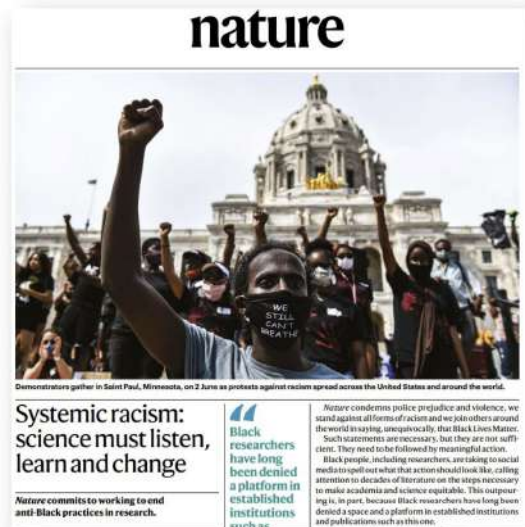 nature
WE
STILL
CAN'T
BREATHE
Demonstrators gather in Saint Paul, Minnesota, on 2 June as protests against racism spread across the United States and around the world.
Systemic racism:
science must listen,
learn and change
Nature commits to working to end
anti-Black practices in research.
“
Black
researchers
have long
been denied
a platform in
established
institutions
such as
Nature condemns police prejudice and violence, we
stand against all forms of racism and we join others around
the world in saying, unequivocally, that Black Lives Matter.
Such statements are necessary, but they are not suffi-
cient. They need to be followed by meaningful action.
Black people, including researchers, are taking to social
media to spell out what that action should look like, calling
attention to decades of literature on the steps necessary
to make academia and science equitable. This outpour-
ing is, in part, because Black researchers have long been
denied a space and a platform in established institutions
and publications such as this one.